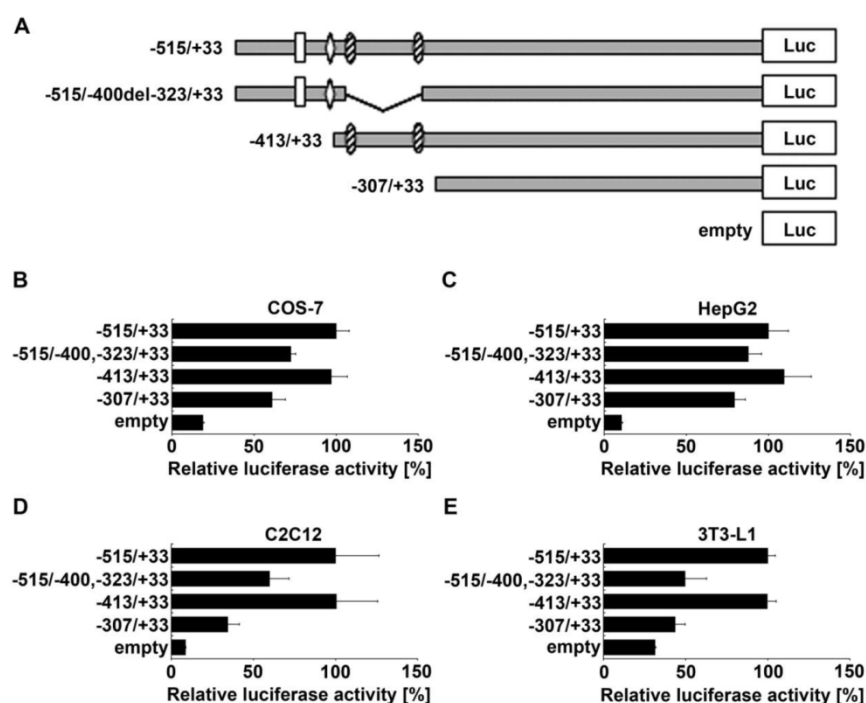 A
-515/+33
Luc
-515/-400del-323/+33
Luc
-413/+33
Luc
-307/+33
Luc
empty
Luc
B
COS-7
-515/+33
-515/-400,-323/+33
-413/+33
-307/+33
empty
0
50
100
150
Relative luciferase activity [%]
C
HepG2
-515/+33
-515/-400,-323/+33
-413/+33
-307/+33
empty
0
50
100
150
Relative luciferase activity [%]
D
C2C12
-515/+33
-515/-400,-323/+33
-413/+33
-307/+33
empty
0
50
100
150
Relative luciferase activity [%]
E
3T3-L1
-515/+33
-515/-400,-323/+33
-413/+33
-307/+33
empty
0
50
100
150
Relative luciferase activity [%]